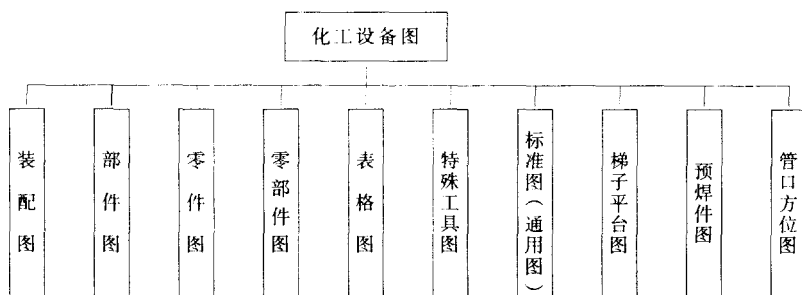 化工设备图
装配图
部件图
零件图
零部件图
表格图
特殊工具图
标准图(通用图)
梯子平台图
预焊件图
管口方位图